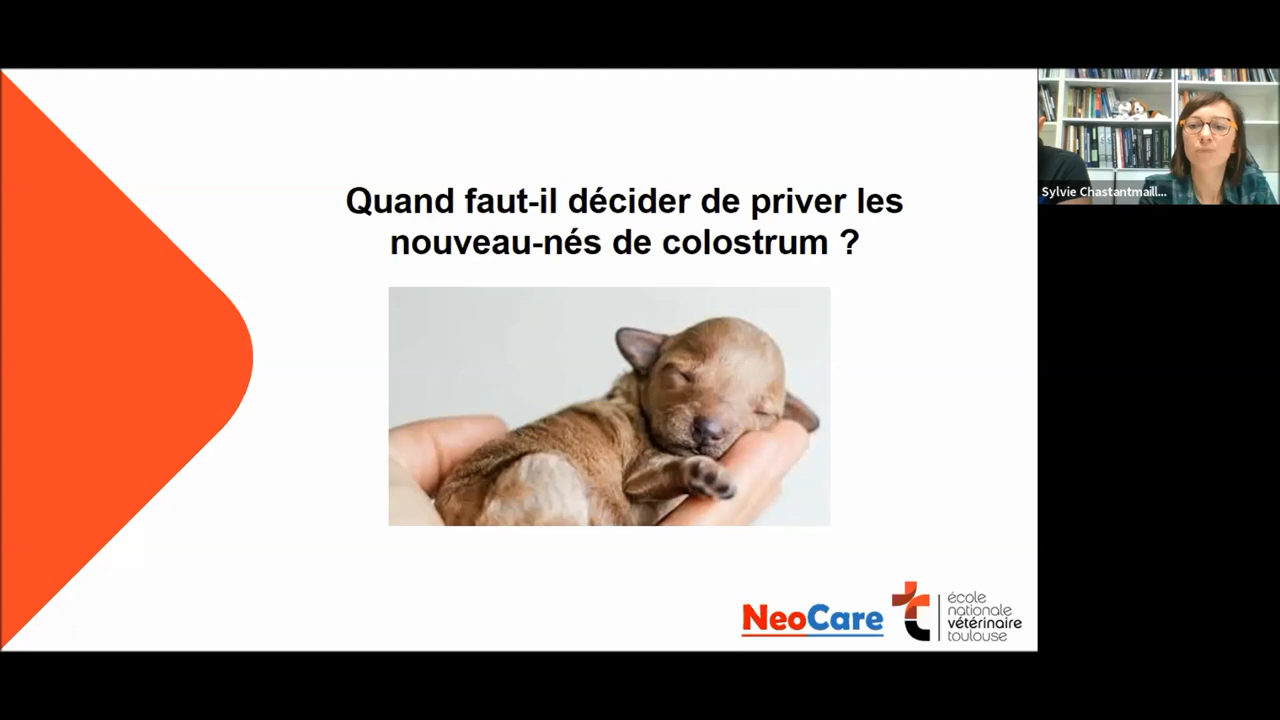 Quand faut-il décider de priver les
nouveau-nés de colostrum ?
Sylvie Chastantmaill...
NeoCare
école
nationale
vétérinaire
toulouse